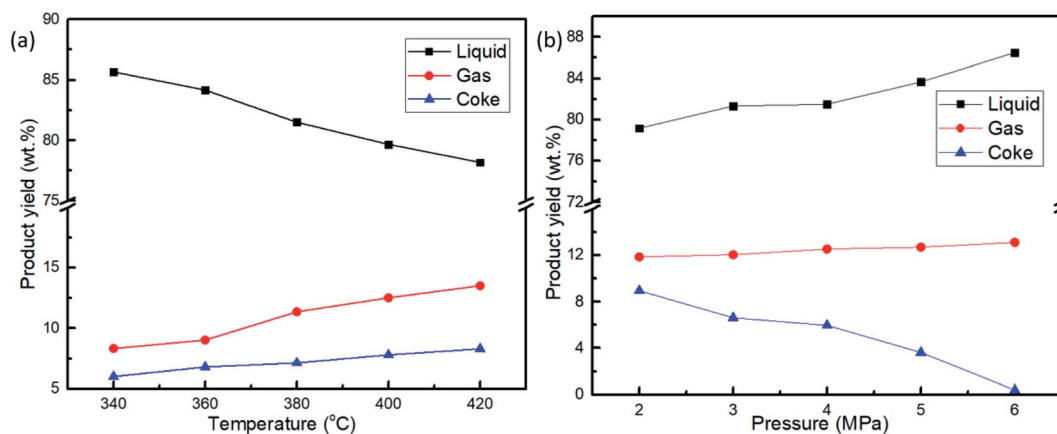 (a)
90
85
80
75
15
10
5
Product yield (wt.%)
Liquid
Gas
Coke
340 360 380 400 420
Temperature (°C)
(b)
88
84
80
76
72
12
8
4
0
Product yield (wt.%)
Liquid
Gas
Coke
2 3 4 5 6
Pressure (MPa)